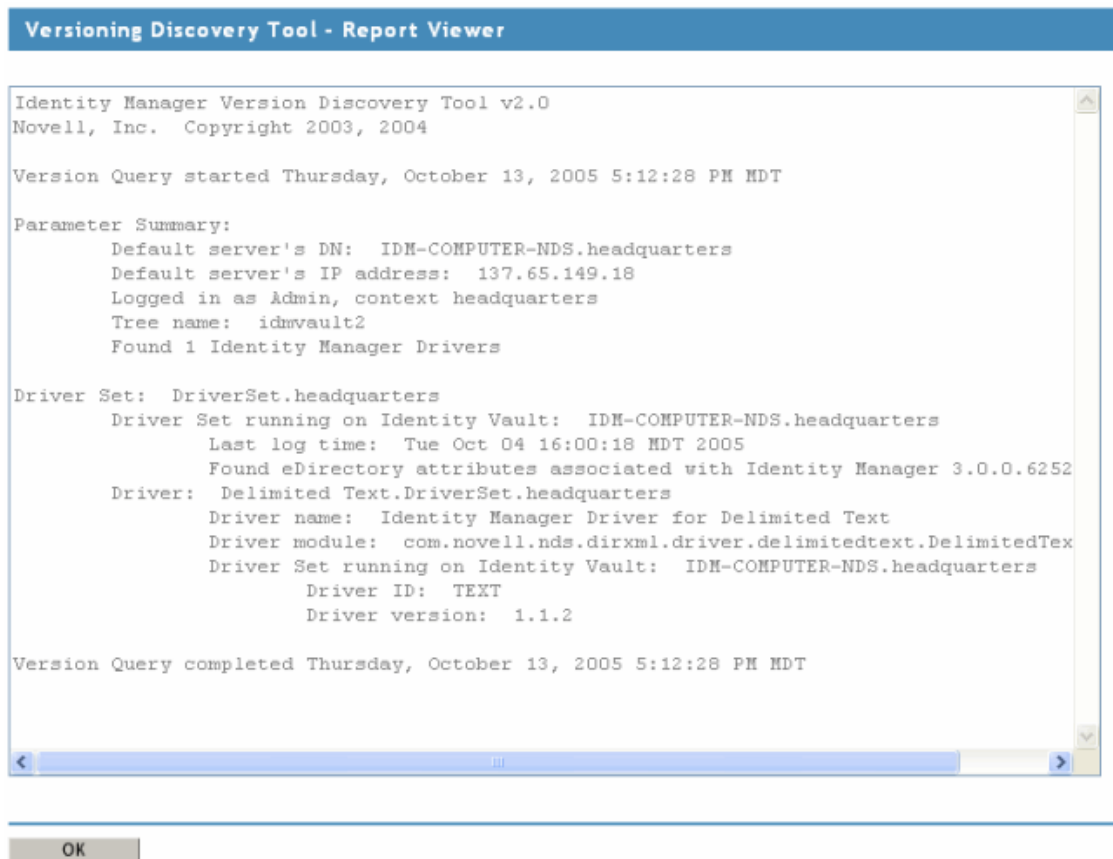 Versioning Discovery Tool - Report Viewer
Identity Manager Version Discovery Tool v2.0
Novell, Inc.  Copyright 2003, 2004
Version Query started Thursday, October 13, 2005 5:12:28 PM MDT
Parameter Summary:
Default server's DN:  IDM-COMPUTER-NDS.headquarters
Default server's IP address:  137.65.149.18
Logged in as Admin, context headquarters
Tree name:  idmvault2
Found 1 Identity Manager Drivers
Driver Set:  DriverSet.headquarters
Driver Set running on Identity Vault:  IDM-COMPUTER-NDS.headquarters
Last log time:  Tue Oct 04 16:00:18 MDT 2005
Found eDirectory attributes associated with Identity Manager 3.0.0.6252
Driver:  Delimited Text.DriverSet.headquarters
Driver name:  Identity Manager Driver for Delimited Text
Driver module:  com.novell.nds.dirxml.driver.delimitedtext.DelimitedTex
Driver Set running on Identity Vault:  IDM-COMPUTER-NDS.headquarters
Driver ID:  TEXT
Driver version:  1.1.2
Version Query completed Thursday, October 13, 2005 5:12:28 PM MDT
OK